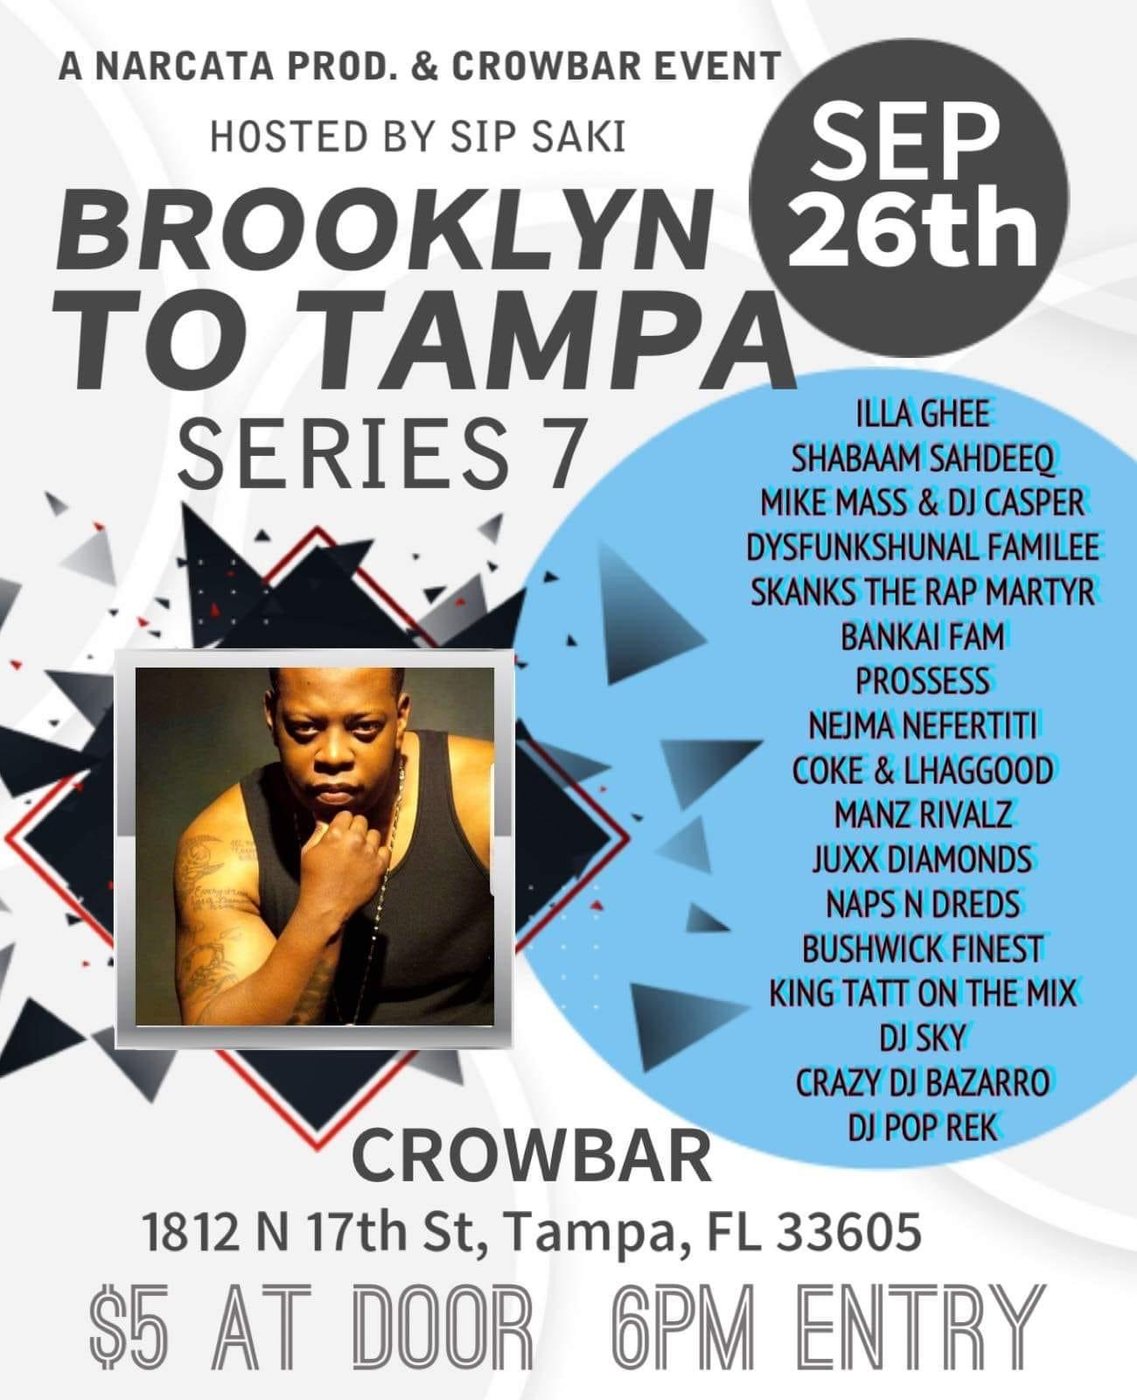 A NARCATA PROD. & CROWBAR EVENT
HOSTED BY SIP SAKI
BROOKLYN
TO TAMPA
SERIES 7
SEP
26th
ILLA GHEE
SHABAAM SAHDEEQ
MIKE MASS & DJ CASPER
DYSFUNKSHUNAL FAMILEE
SKANKS THE RAP MARTYR
BANKAI FAM
PROSSESS
NEJMA NEFERTITI
COKE & LHAGGOOD
MANZ RIVALZ
JUXX DIAMONDS
NAPS N DREDS
BUSHWICK FINEST
KING TATT ON THE MIX
DJ SKY
CRAZY DJ BAZARRO
DJ POP REK
CROWBAR
1812 N 17th St, Tampa, FL 33605
$5 AT DOOR 6PM ENTRY